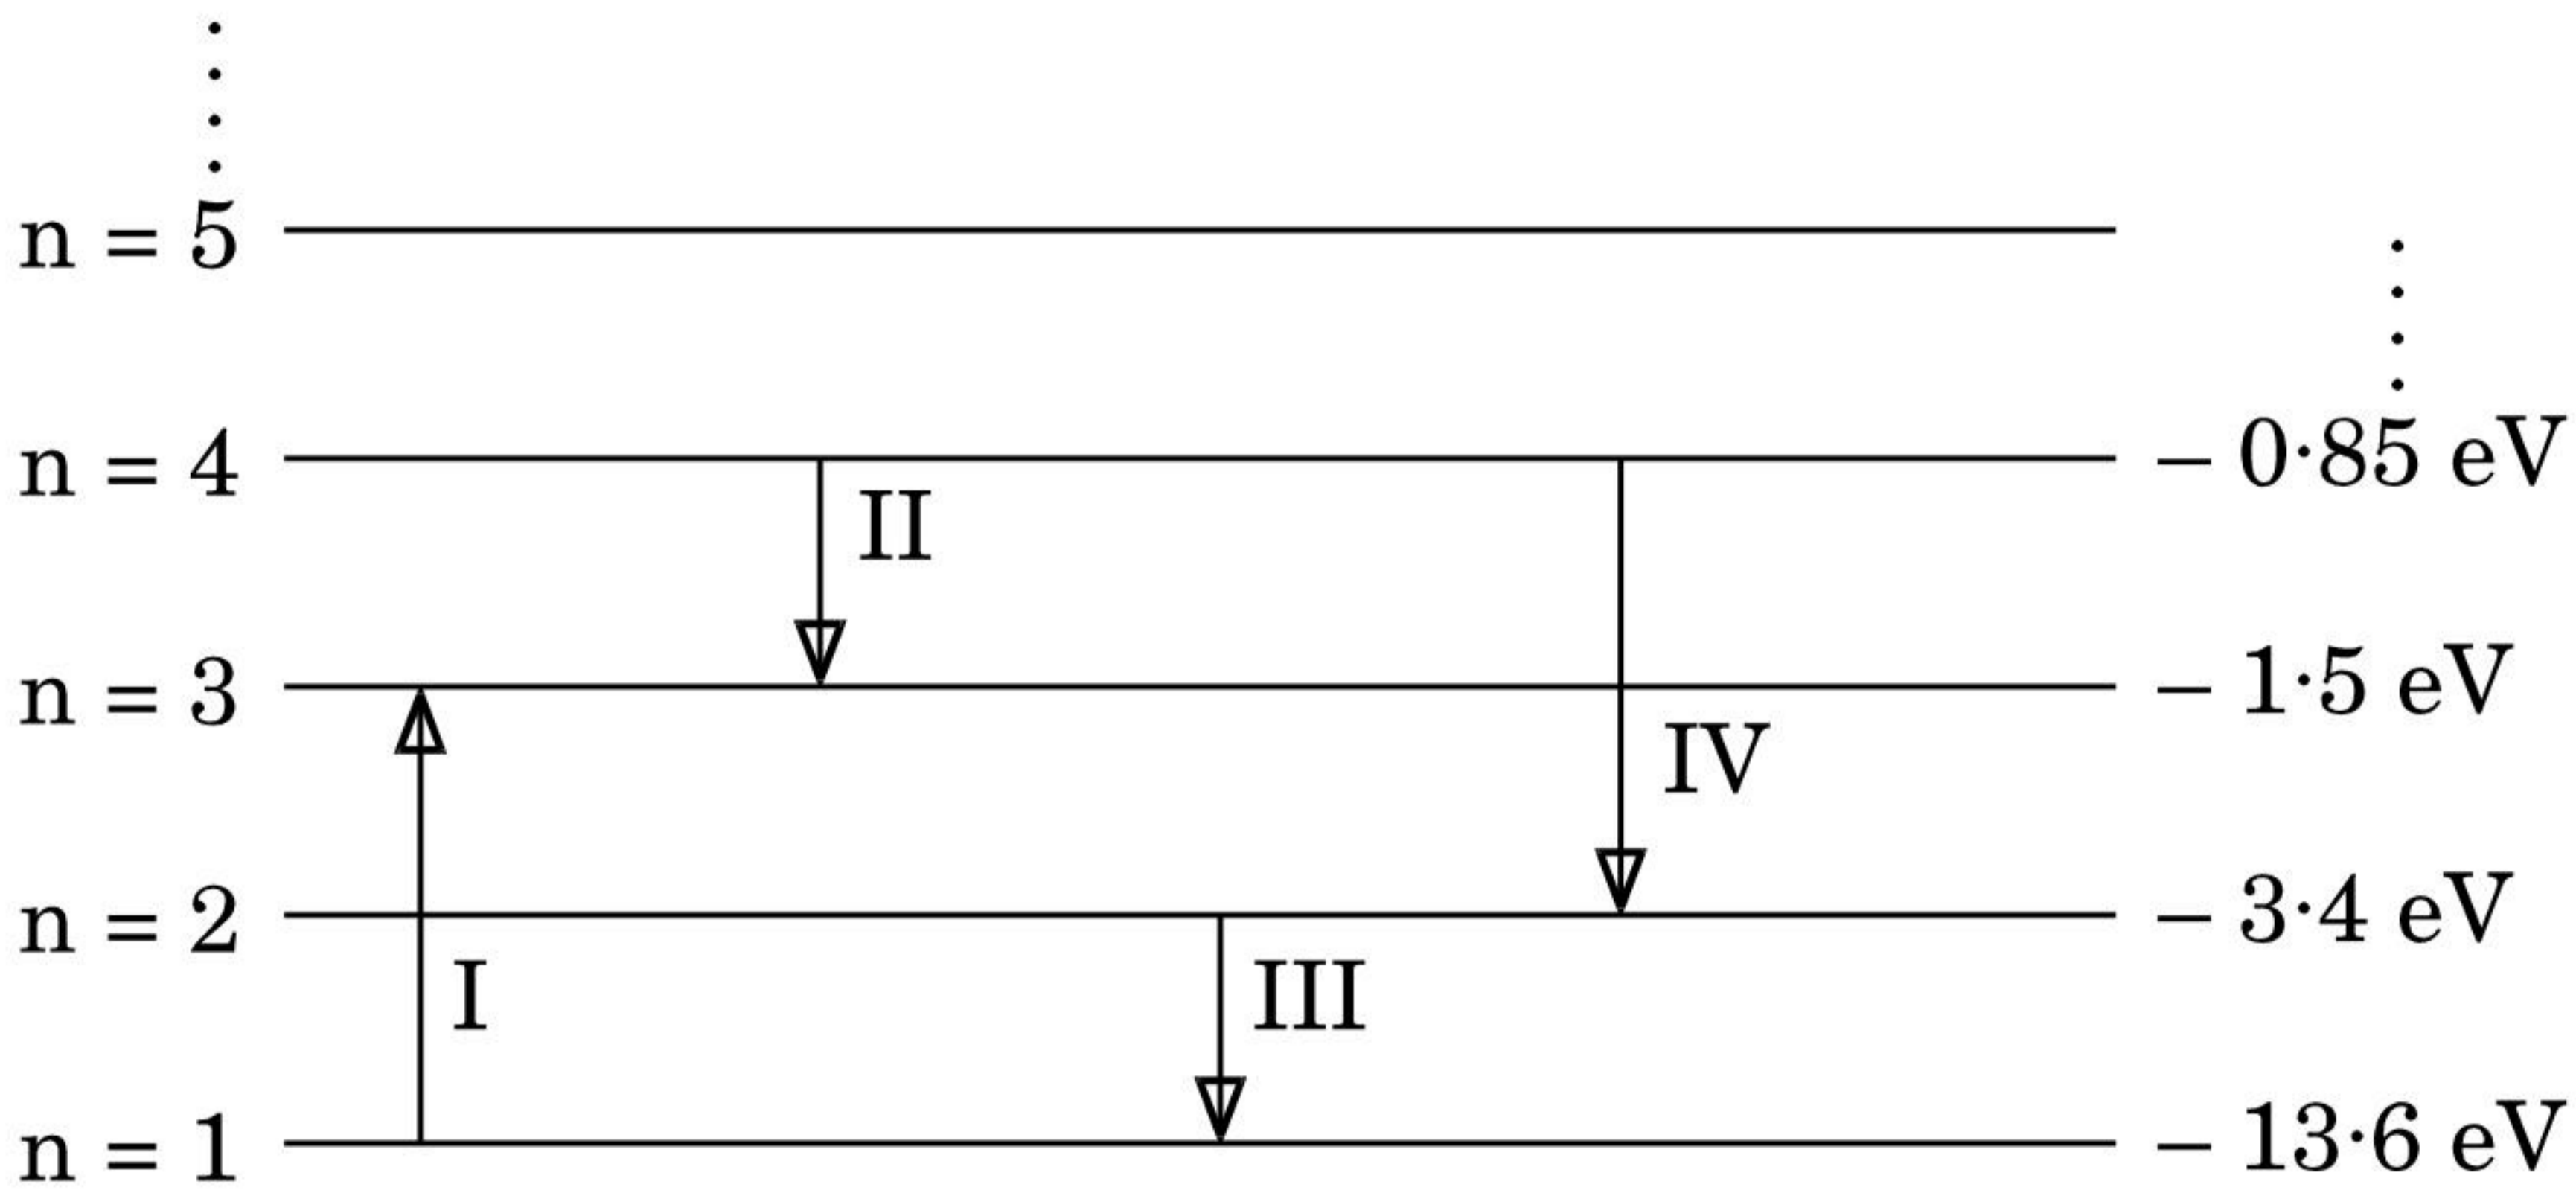 n = 5
n = 4 – 0·85 eV
II
n = 3 – 1·5 eV
IV
n = 2 – 3·4 eV
I III
n = 1 – 13·6 eV